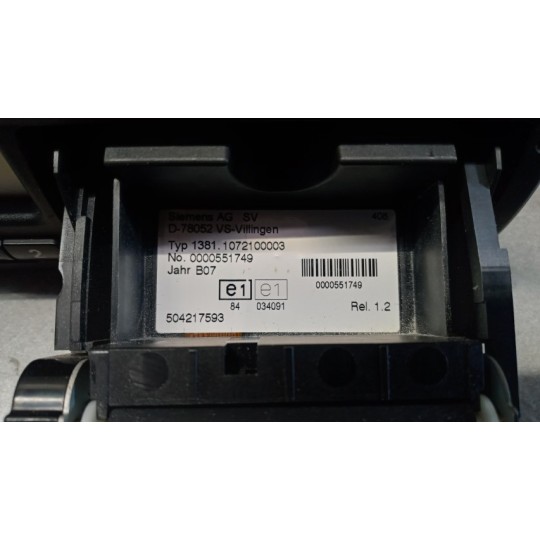 Siemens AG SV 406
D-78052 VS-Villingen
Typ 1381.1072100003
No. 0000551749
Jahr B07
0000551749
e1 e1
84 034091
504217593 Rel. 1.2